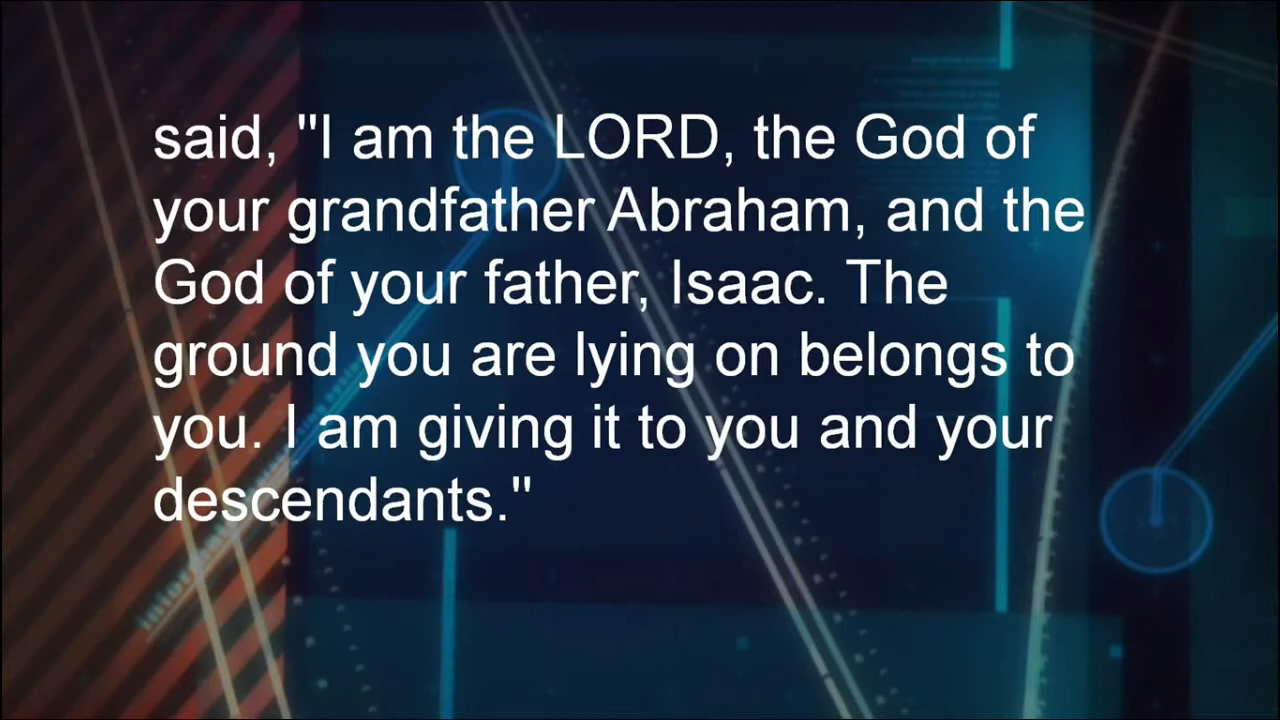 said, "I am the LORD, the God of
your grandfather Abraham, and the
God of your father, Isaac. The
ground you are lying on belongs to
you. I am giving it to you and your
descendants."